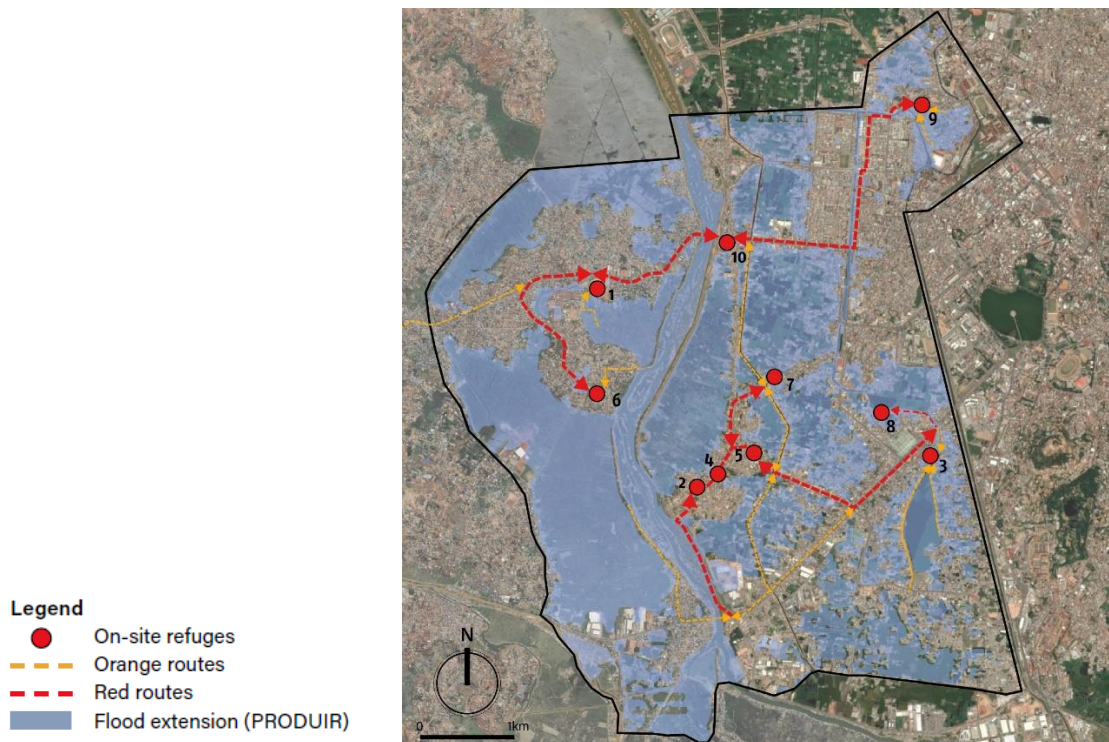 Legend
On-site refuges
Orange routes
Red routes
Flood extension (PRODUIR)
9
10
1
7
6
8
5
4
3
2
N
0 1km